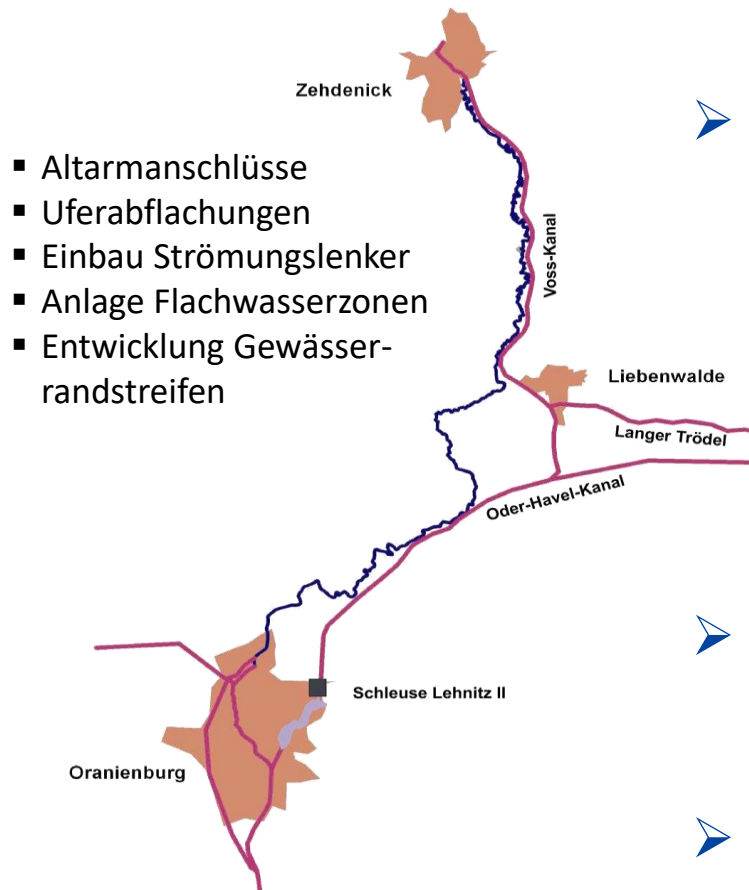 Zehdenick
▪ Altarmanschlüsse
▪ Uferabflachungen
▪ Einbau Strömungslenker
▪ Anlage Flachwasserzonen
▪ Entwicklung Gewässer-
randstreifen
Voss-Kanal
Liebenwalde
Langer Trödel
Oder-Havel-Kanal
Schleuse Lehnitz II
Oranienburg